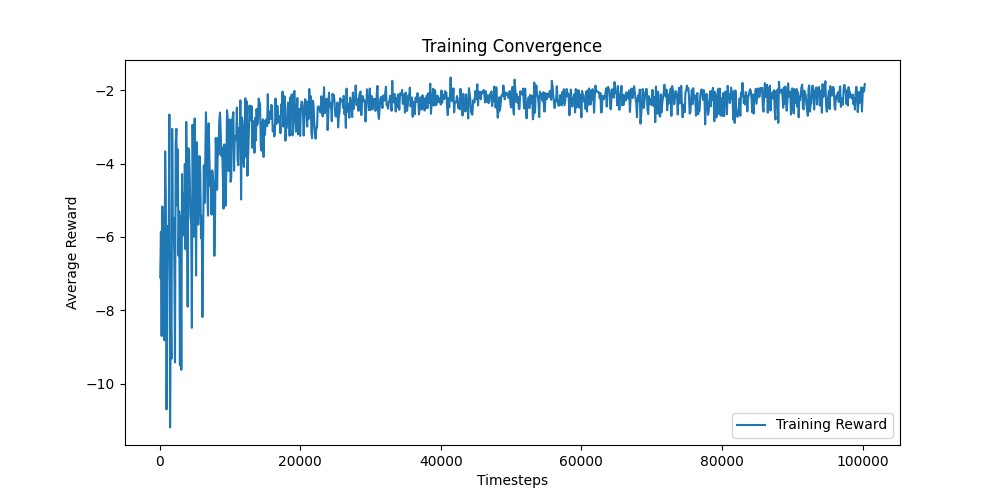 Training Convergence
−2
−4
−6
−8
−10
Average Reward
Training Reward
0 20000 40000 60000 80000 100000
Timesteps